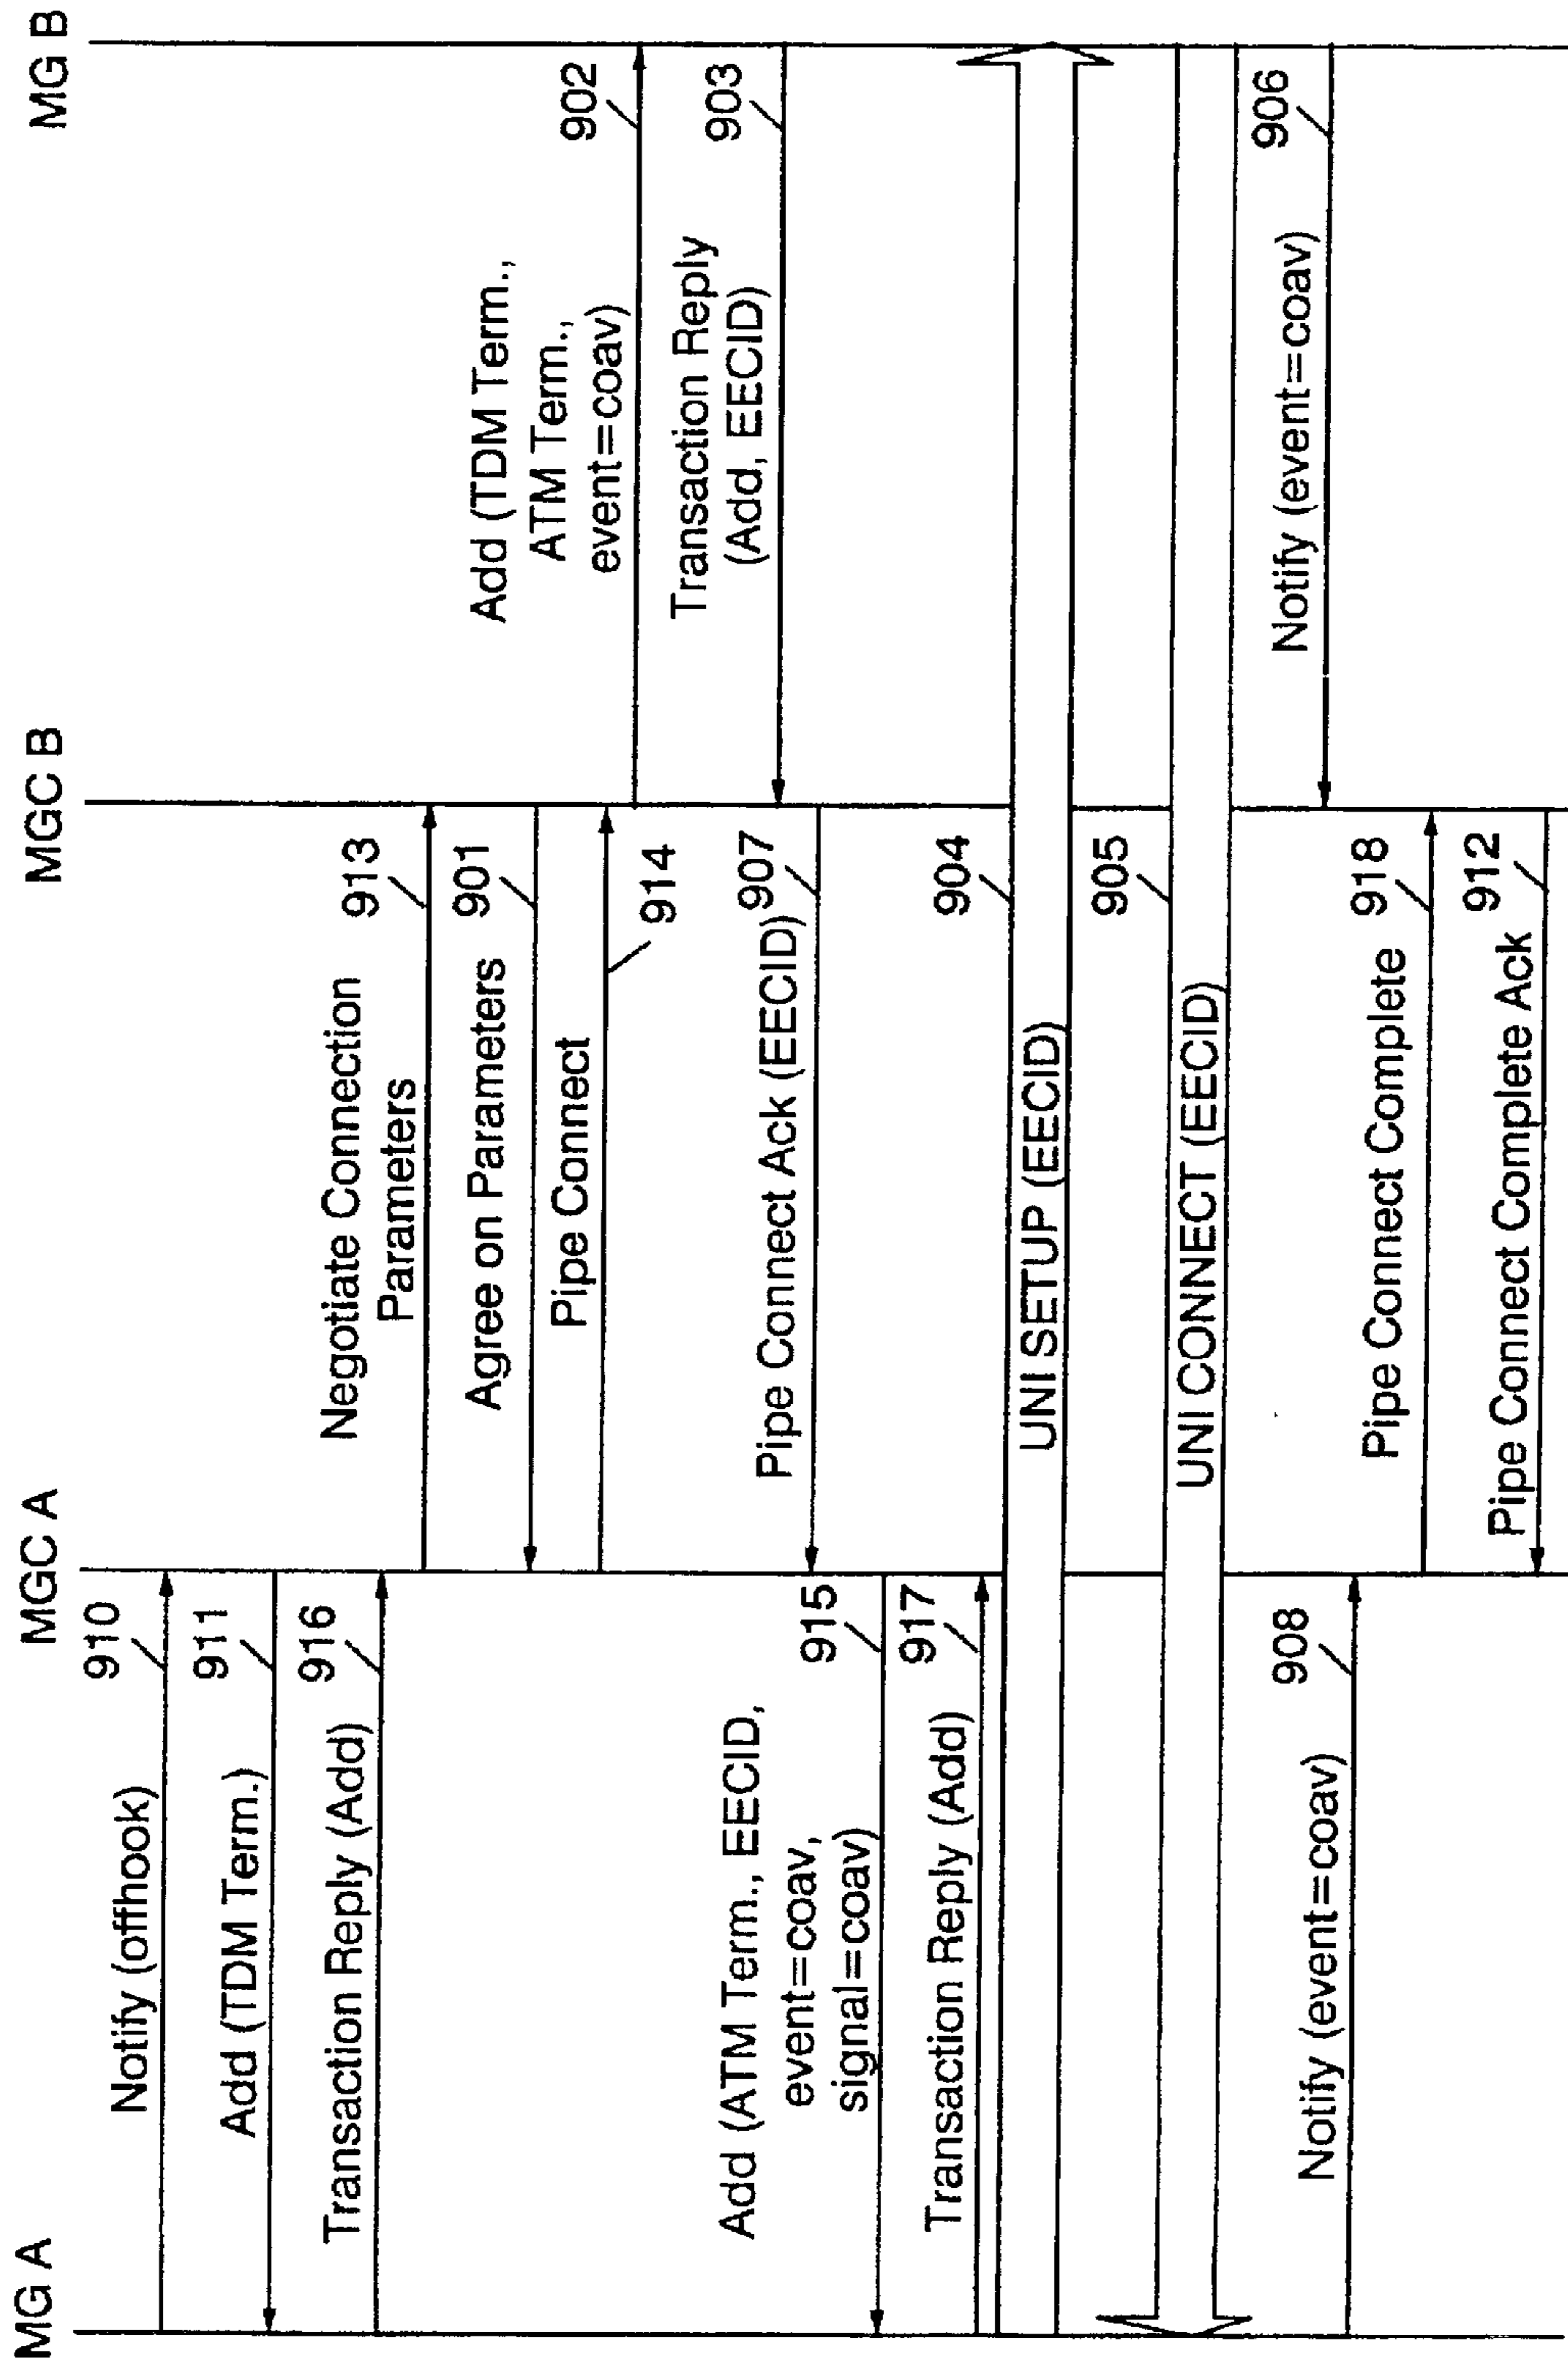 MG A
MGC A
MGC B
MG B
910
Notify (offhook)
911
Add (TDM Term.)
916
Transaction Reply (Add)
913
Negotiate Connection
Parameters
901
Agree on Parameters
Pipe Connect
914
902
Add (TDM Term.,
ATM Term.,
event=coav)
903
Transaction Reply
(Add, EECID)
907
Pipe Connect Ack (EECID)
915
Add (ATM Term., EECID,
event=coav,
signal=coav)
917
Transaction Reply (Add)
904
UNI SETUP (EECID)
905
UNI CONNECT (EECID)
906
Notify (event=coav)
908
Notify (event=coav)
918
Pipe Connect Complete
912
Pipe Connect Complete Ack